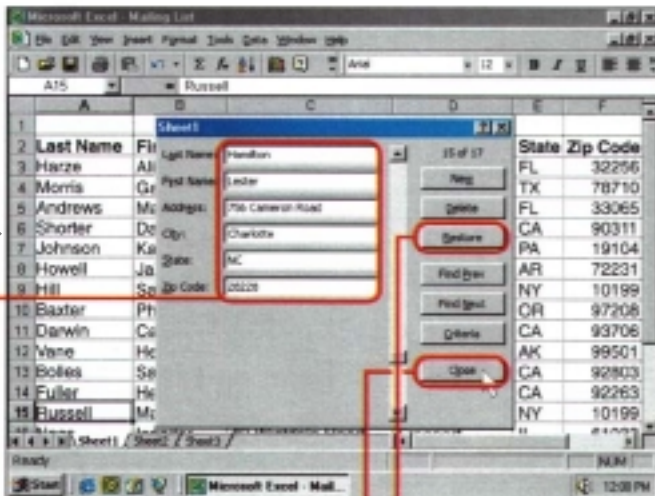 Microsoft Excel - Mailing List
File Edit View Insert Format Tools Data Window Help
Arial 12 B I U
A15 = Russell
A B C D E F
1
2 Last Name State Zip Code
3 Harze FL 32256
4 Morris TX 78710
5 Andrews FL 33065
6 Shorter CA 90311
7 Johnson PA 19104
8 Howell AR 72231
9 Hill NY 10199
10 Baxter OR 97208
11 Darwin CA 93706
12 Vane AK 99501
13 Bolles CA 92803
14 Fuller CA 92263
15 Russell NY 10199
Sheet1
Last Name: Hamilton
First Name: Lester
Address: 756 Cameron Road
City: Charlotte
State: NC
Zip Code: 28228
15 of 17
New
Delete
Restore
Find Prev
Find Next
Criteria
Close
Sheet1 Sheet2 Sheet3
Ready NUM
Start Microsoft Excel - Mail... 12:00 PM